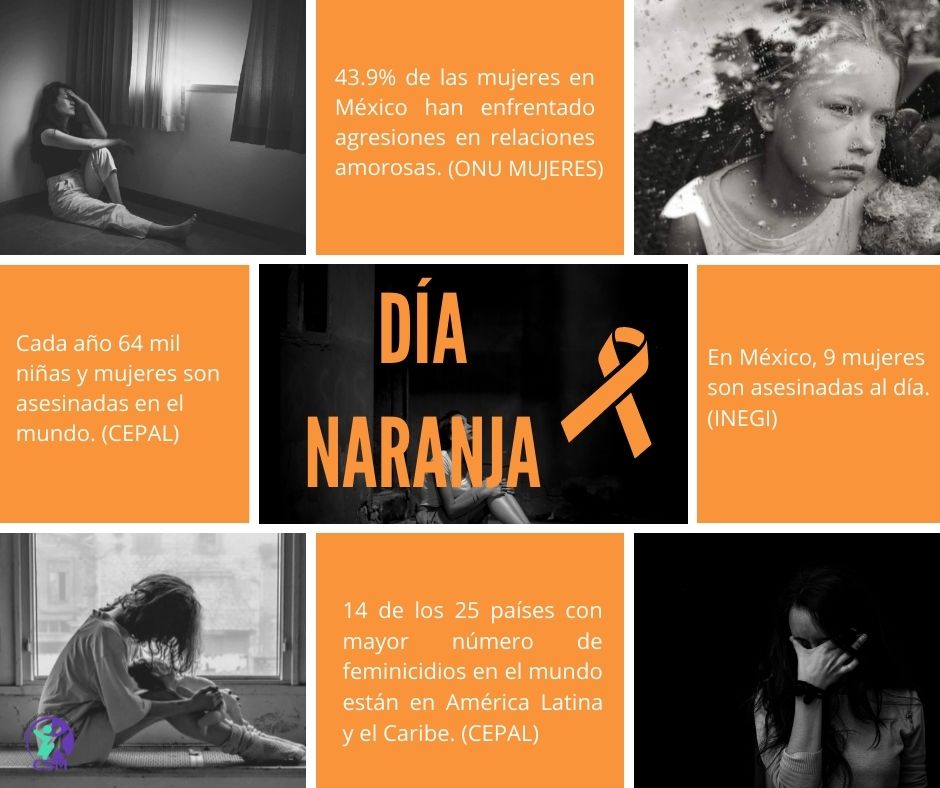 43.9% de las mujeres en
México han enfrentado
agresiones en relaciones
amorosas. (ONU MUJERES)
Cada año 64 mil
niñas y mujeres son
asesinadas en el
mundo. (CEPAL)
DÍA
NARANJA
En México, 9 mujeres
son asesinadas al día.
(INEGI)
14 de los 25 países con
mayor número de
feminicidios en el mundo
están en América Latina
y el Caribe. (CEPAL)
CSM